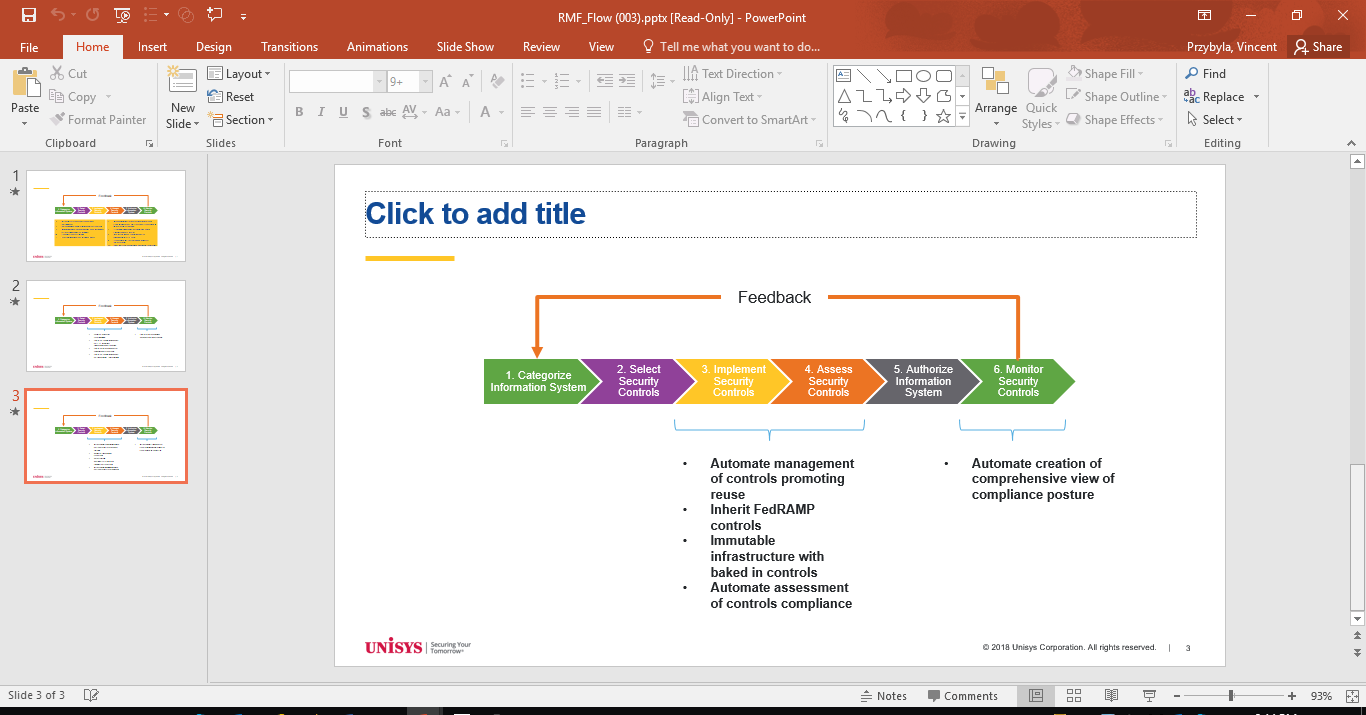 RMF_Flow (003).pptx [Read-Only] - PowerPoint
File Home Insert Design Transitions Animations Slide Show Review View Tell me what you want to do... Przybyla, Vincent Share
Paste
Cut
Copy
Format Painter
Clipboard
New
Slide
Layout
Reset
Section
Slides
9+
B I U S abc AV Aa A
Font
Text Direction
Align Text
Convert to SmartArt
Paragraph
Arrange
Quick
Styles
Shape Fill
Shape Outline
Shape Effects
Drawing
Find
Replace
Select
Editing
1
2
3
Click to add title
Feedback
1. Categorize
Information System
2. Select
Security
Controls
3. Implement
Security
Controls
4. Assess
Security
Controls
5. Authorize
Information
System
6. Monitor
Security
Controls
• Automate management
of controls promoting
reuse
• Inherit FedRAMP
controls
• Immutable
infrastructure with
baked in controls
• Automate assessment
of controls compliance
• Automate creation of
comprehensive view of
compliance posture
UNISYS | Securing Your
Tomorrow
© 2018 Unisys Corporation. All rights reserved. | 3
Slide 3 of 3
Notes Comments 93%